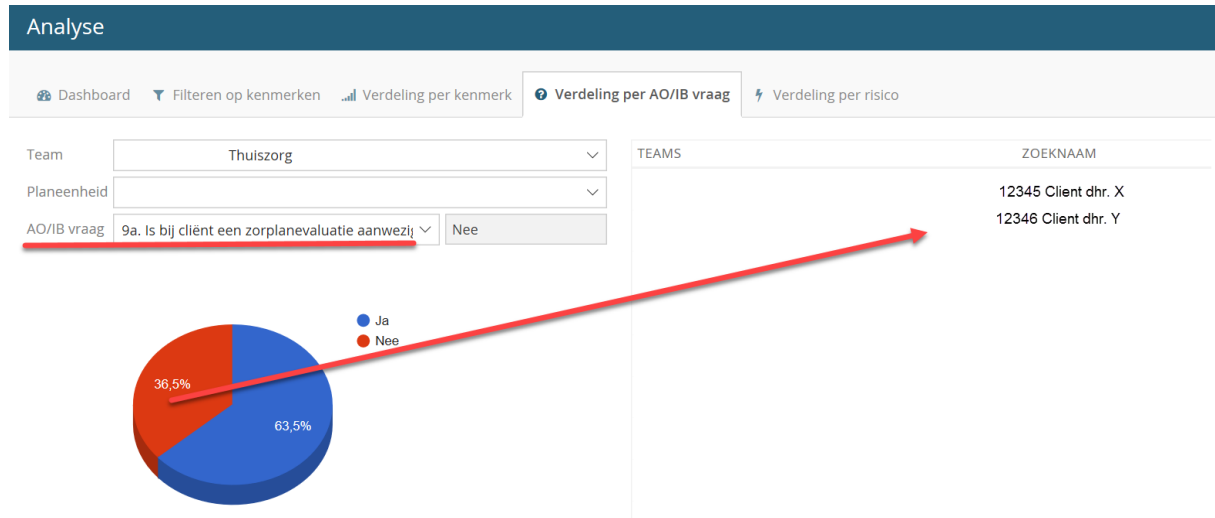 Analyse
Dashboard Filteren op kenmerken Verdeling per kenmerk Verdeling per AO/IB vraag Verdeling per risico
Team Thuiszorg
Planeenheid
AO/IB vraag 9a. Is bij cliënt een zorplanevaluatie aanwezig Nee
Ja
Nee
36,5%
63,5%
TEAMS ZOEKNAAM
12345 Client dhr. X
12346 Client dhr. Y